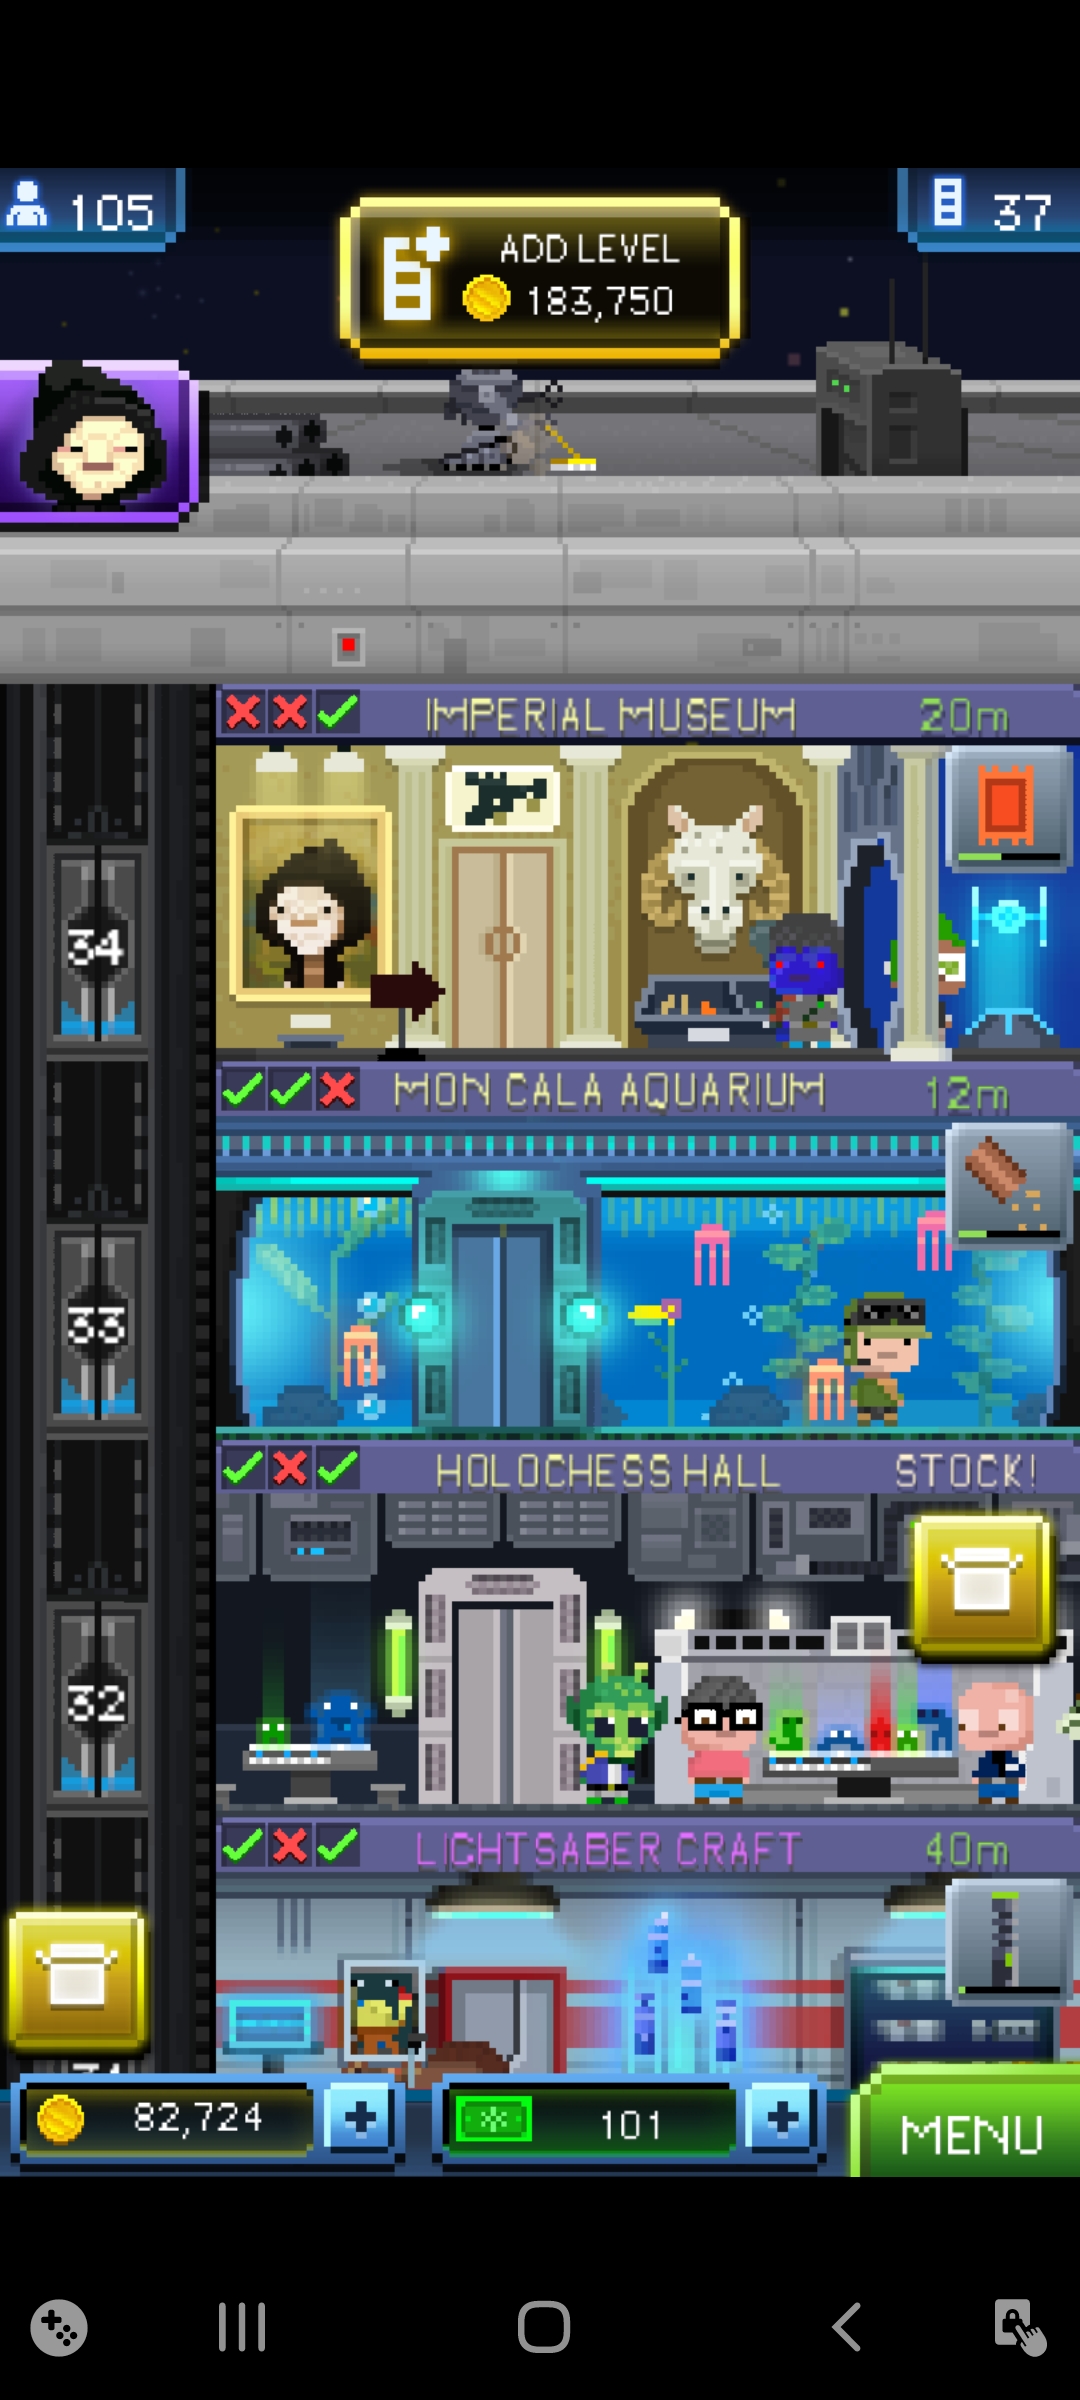 105
ADD LEVEL
183,750
37
IMPERIAL MUSEUM 20m
34
MON CALA AQUARIUM 12m
33
HOLOCHESS HALL STOCK!
32
LIGHTSABER CRAFT 40m
82,724
101
MENU